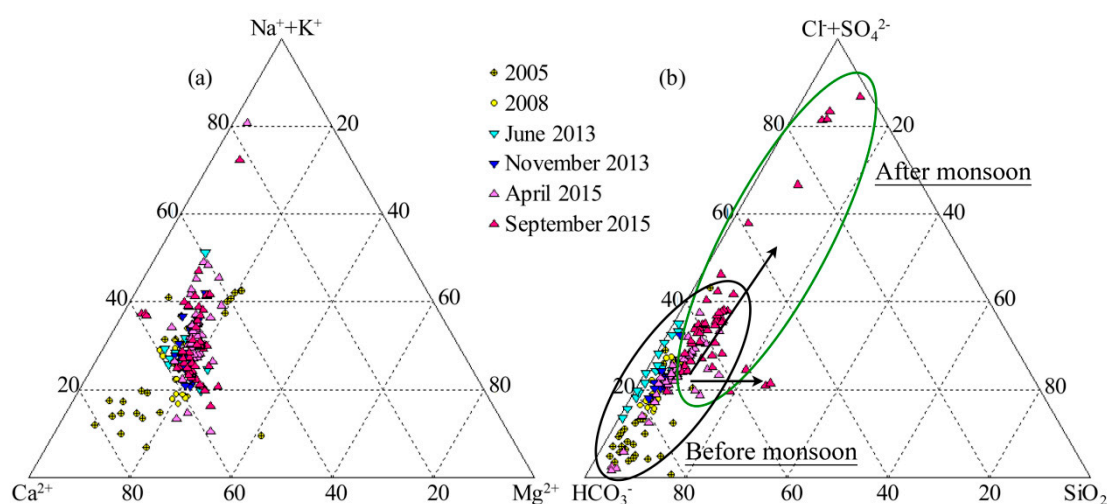 Na⁺+K⁺
Cl⁻+SO₄²⁻
(a)
(b)
2005
2008
June 2013
November 2013
April 2015
September 2015
80
20
80
20
After monsoon
60
40
60
40
40
60
40
60
20
80
20
80
Before monsoon
Ca²⁺
80
60
40
20
Mg²⁺
HCO₃⁻
80
60
40
20
SiO₂